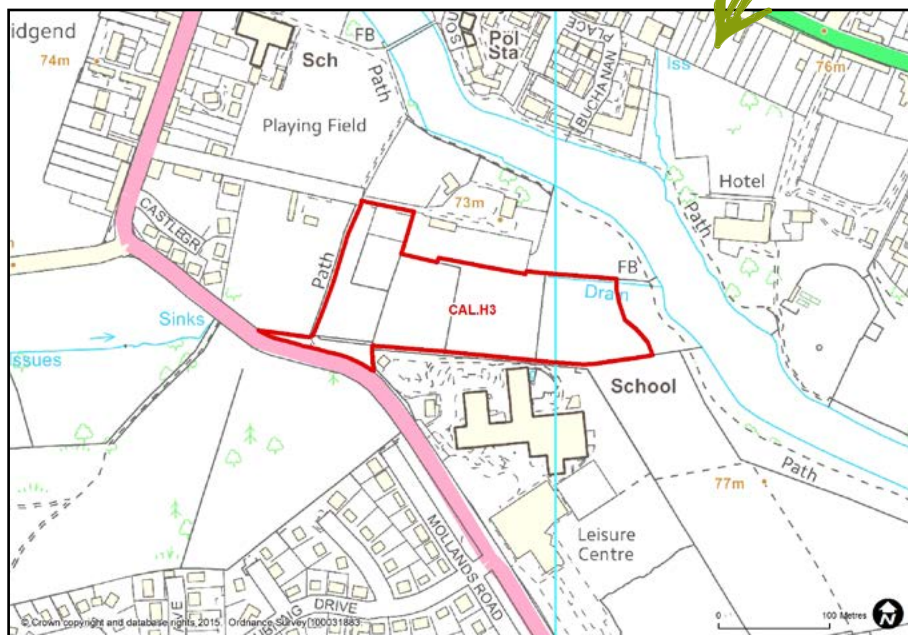 idgend
74m
Sch
FB
Path
SOU
Pol
Sta
BUCHANAN
PLACE
Iss
76m
Playing Field
Hotel
Path
73m
CASTLEGR
Path
FB
Drain
CAL.H3
Sinks
ssues
School
Path
77m
Leisure
Centre
MOLLANDS ROAD
DRIVE
© Crown copyright and database rights 2015. Ordnance Survey 100031883
0
100 Metres
N